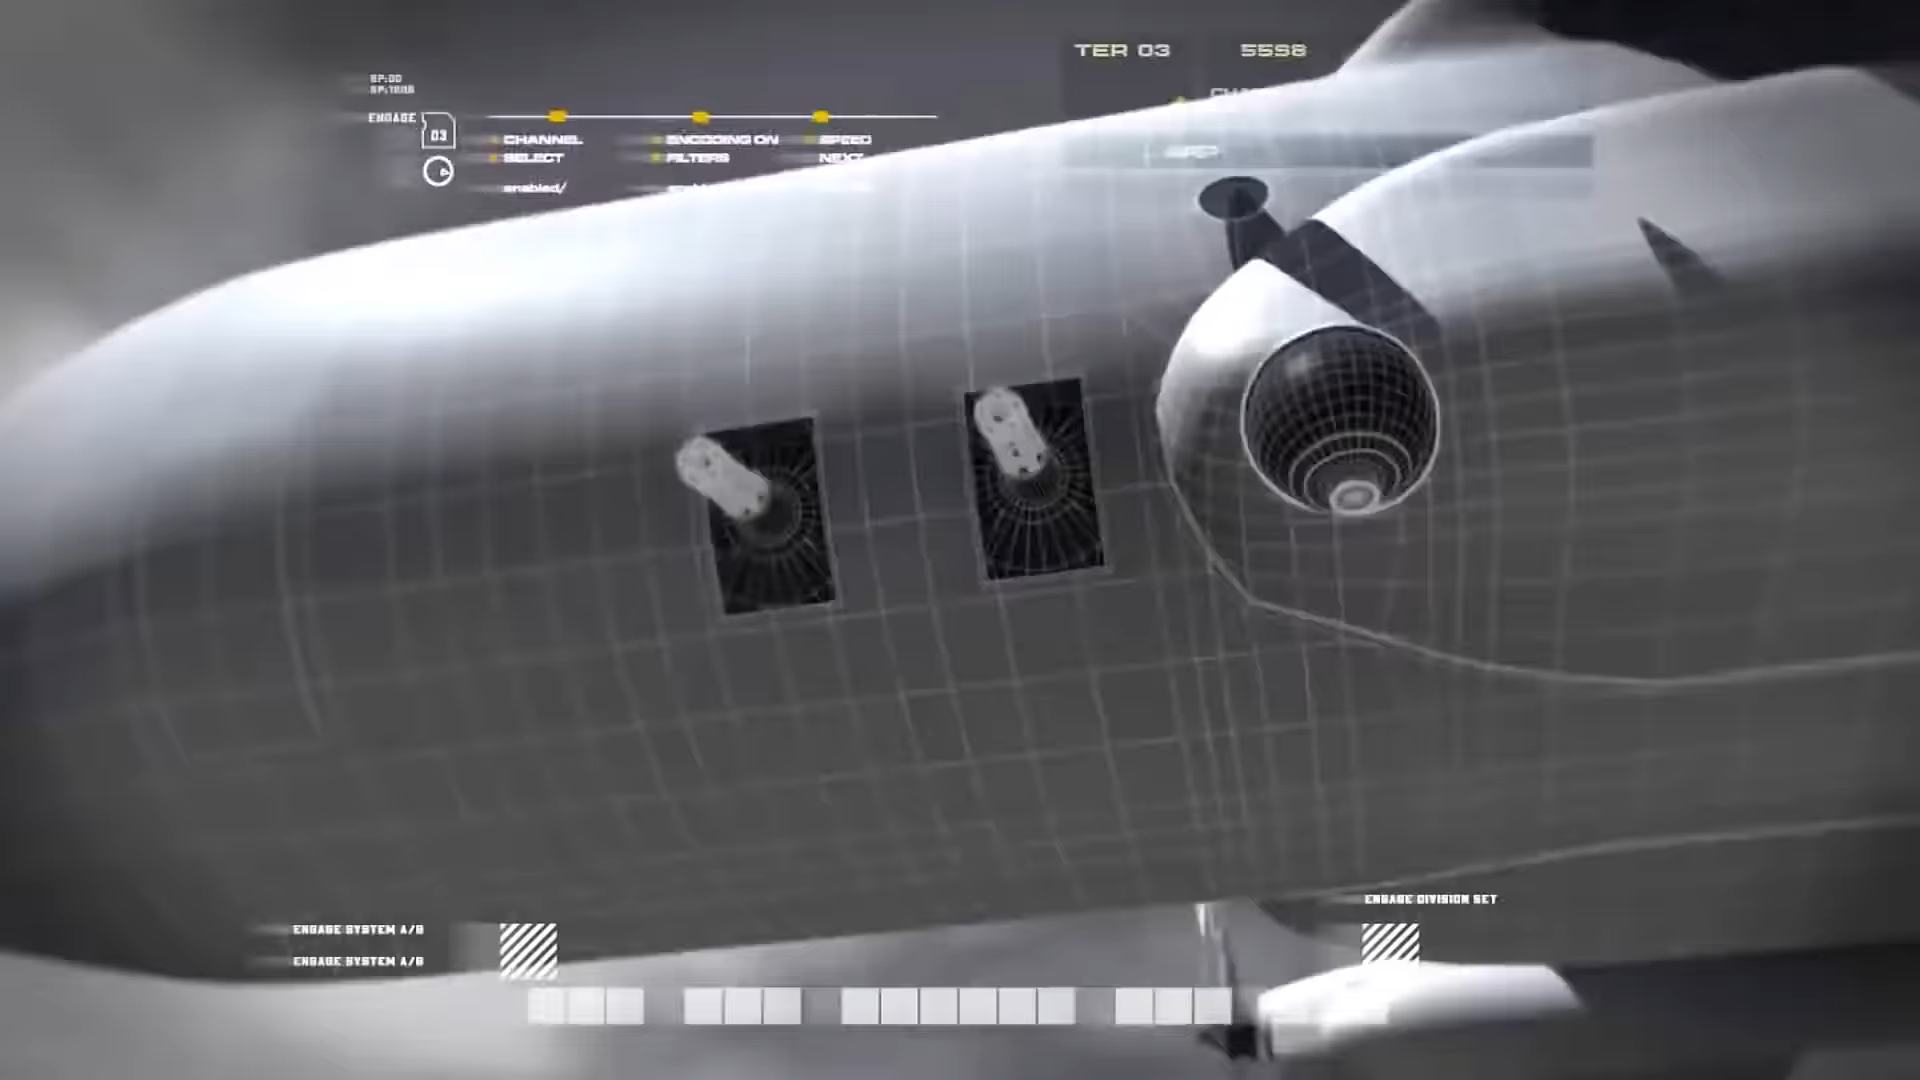 TER 03 5598
SP:00
SP:1808
ENGAGE
03
CHANNEL
SELECT
enabled/
ENCODING ON
FILTERS
SPEED
NEXT
ENGAGE DIVISION SET
ENGAGE SYSTEM A/B
ENGAGE SYSTEM A/B